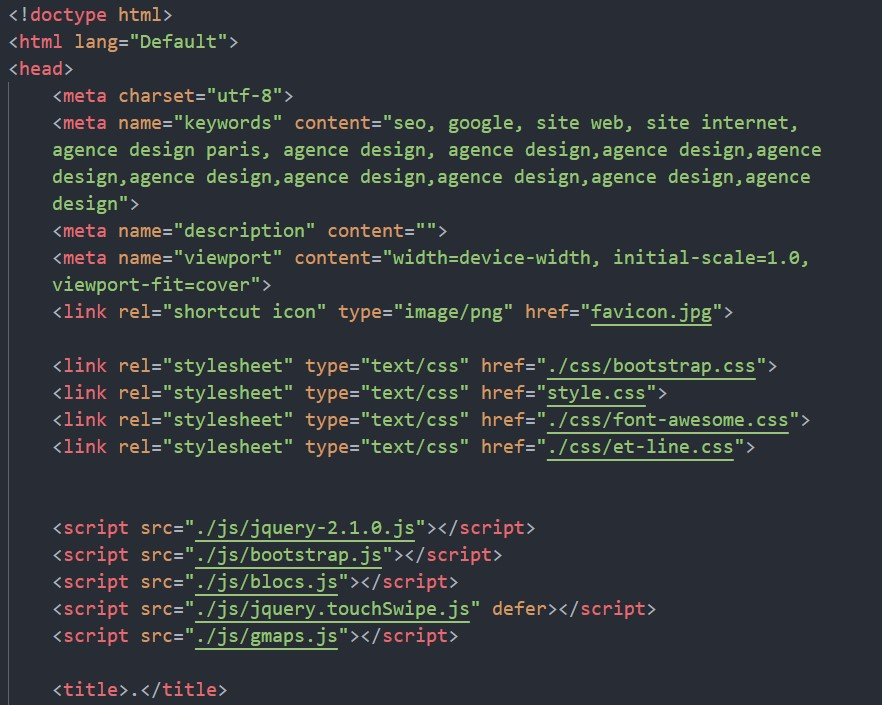 <!doctype html>
<html lang="Default">
<head>
<meta charset="utf-8">
<meta name="keywords" content="seo, google, site web, site internet,
agence design paris, agence design, agence design,agence design,agence
design,agence design,agence design,agence design,agence design,agence
design">
<meta name="description" content="">
<meta name="viewport" content="width=device-width, initial-scale=1.0,
viewport-fit=cover">
<link rel="shortcut icon" type="image/png" href="favicon.jpg">
<link rel="stylesheet" type="text/css" href="./css/bootstrap.css">
<link rel="stylesheet" type="text/css" href="style.css">
<link rel="stylesheet" type="text/css" href="./css/font-awesome.css">
<link rel="stylesheet" type="text/css" href="./css/et-line.css">
<script src="./js/jquery-2.1.0.js"></script>
<script src="./js/bootstrap.js"></script>
<script src="./js/blocs.js"></script>
<script src="./js/jquery.touchSwipe.js" defer></script>
<script src="./js/gmaps.js"></script>
<title>.</title>